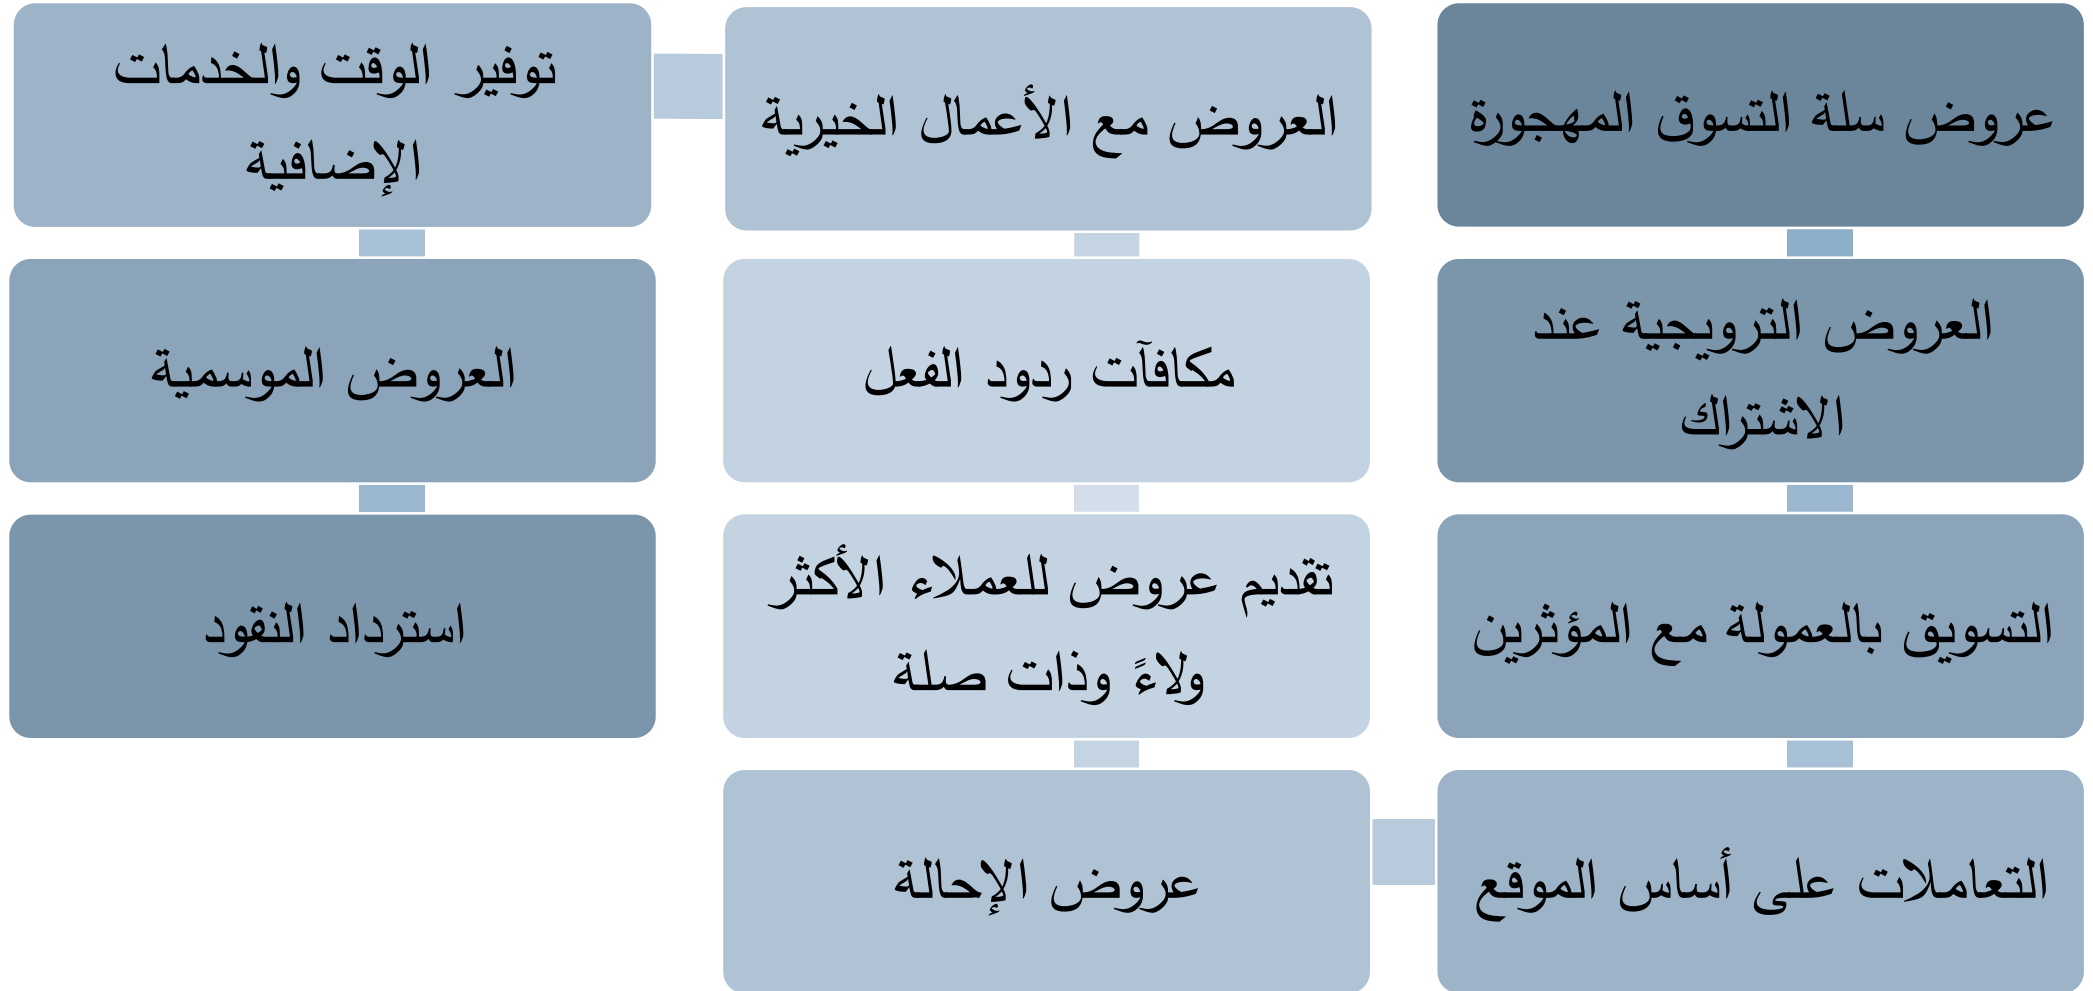 عروض سلة التسوق المهجورة
العروض الترويجية عند
الاشتراك
التسويق بالعمولة مع المؤثرين
التعاملات على أساس الموقع
عروض الإحالة
تقديم عروض للعملاء الأكثر
ولاءً وذات صلة
مكافآت ردود الفعل
العروض مع الأعمال الخيرية
توفير الوقت والخدمات
الإضافية
العروض الموسمية
استرداد النقود